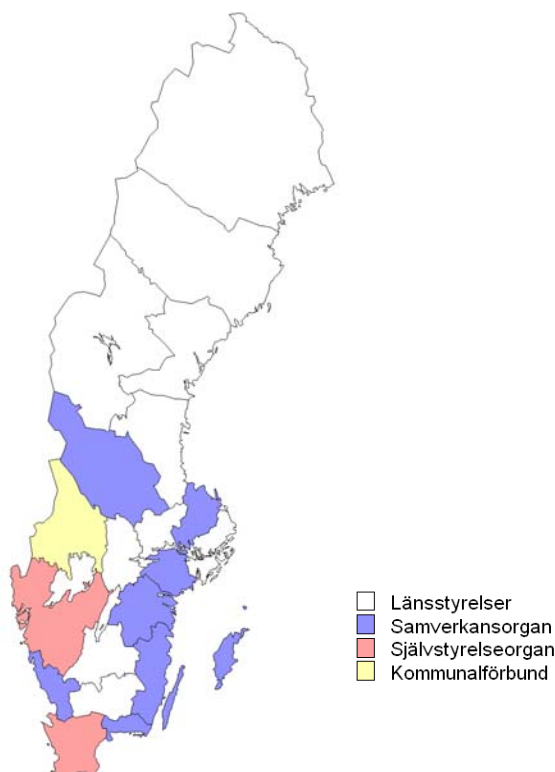 Länsstyrelser
Samverkansorgan
Självstyrelseorgan
Kommunalförbund